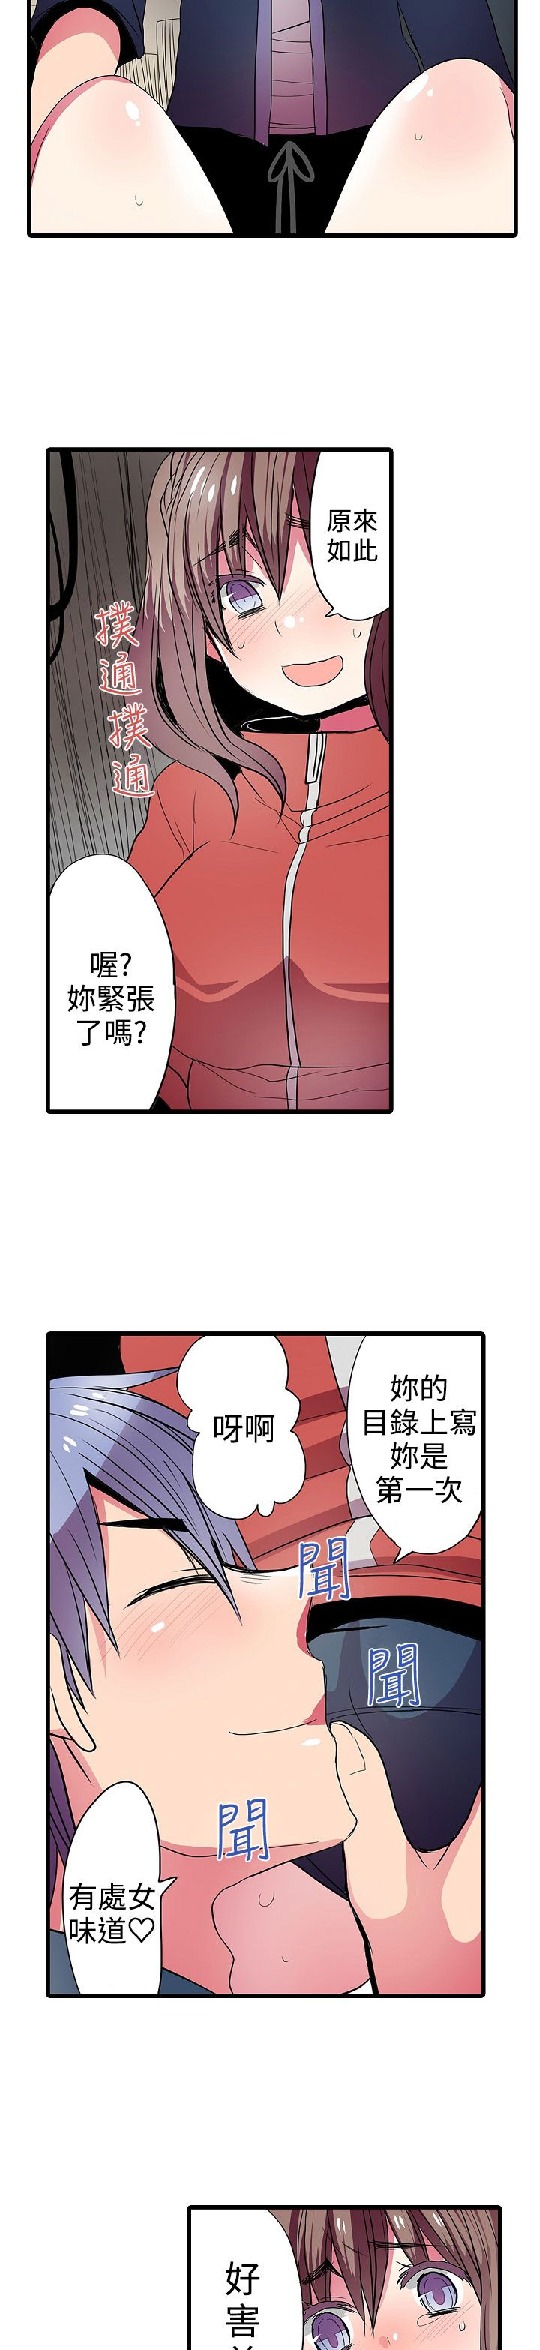 原來
如此
撲
通
撲
通
喔?
妳緊張
了嗎?
妳的
目錄上寫
妳是
第一次
呀啊
聞
聞
聞
有處女
味道♡
好
害